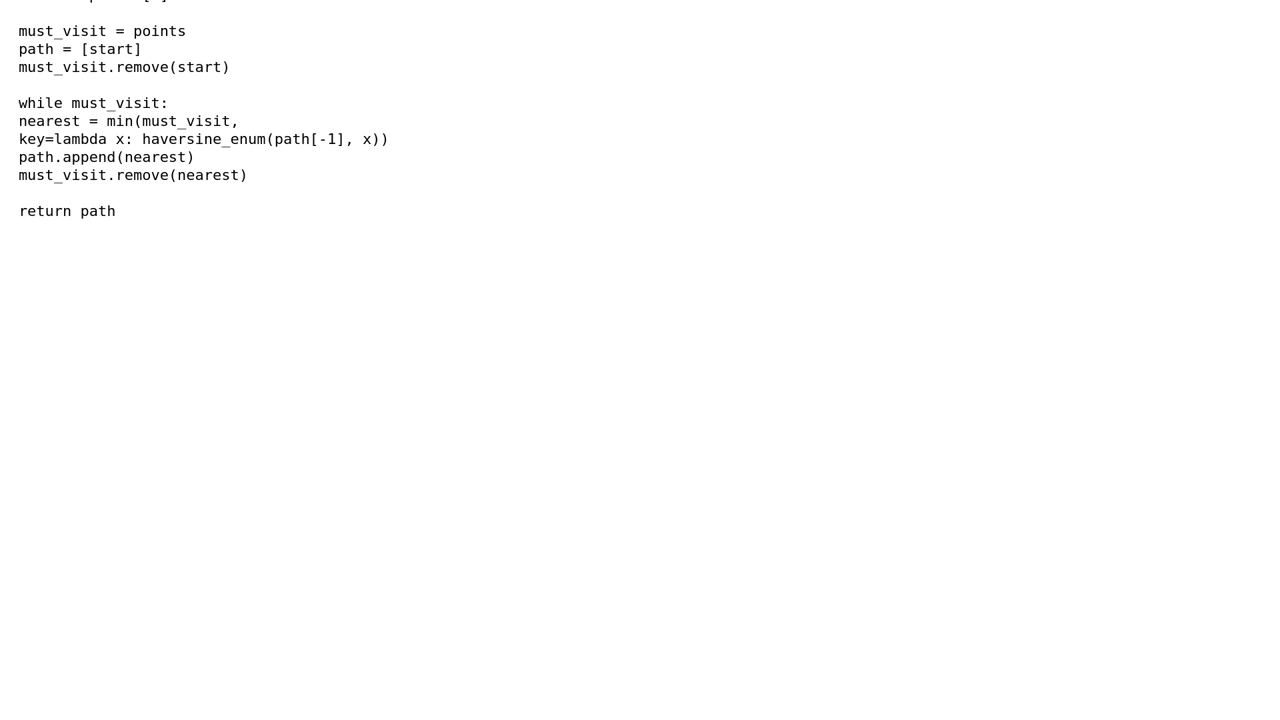 must_visit = points
path = [start]
must_visit.remove(start)
while must_visit:
nearest = min(must_visit,
key=lambda x: haversine_enum(path[-1], x))
path.append(nearest)
must_visit.remove(nearest)
return path